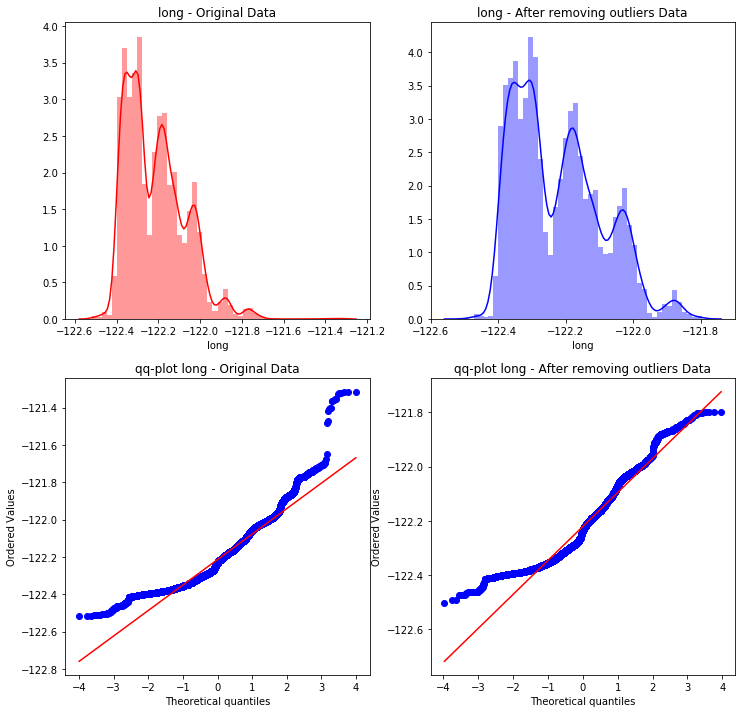 long - Original Data
4.0
3.5
3.0
2.5
2.0
1.5
1.0
0.5
0.0
−122.6 −122.4 −122.2 −122.0 −121.8 −121.6 −121.4 −121.2
long
long - After removing outliers Data
4.0
3.5
3.0
2.5
2.0
1.5
1.0
0.5
0.0
−122.6 −122.4 −122.2 −122.0 −121.8
long
qq-plot long - Original Data
Ordered Values
−121.4
−121.6
−121.8
−122.0
−122.2
−122.4
−122.6
−122.8
−4 −3 −2 −1 0 1 2 3 4
Theoretical quantiles
qq-plot long - After removing outliers Data
Ordered Values
−121.8
−122.0
−122.2
−122.4
−122.6
−4 −3 −2 −1 0 1 2 3 4
Theoretical quantiles